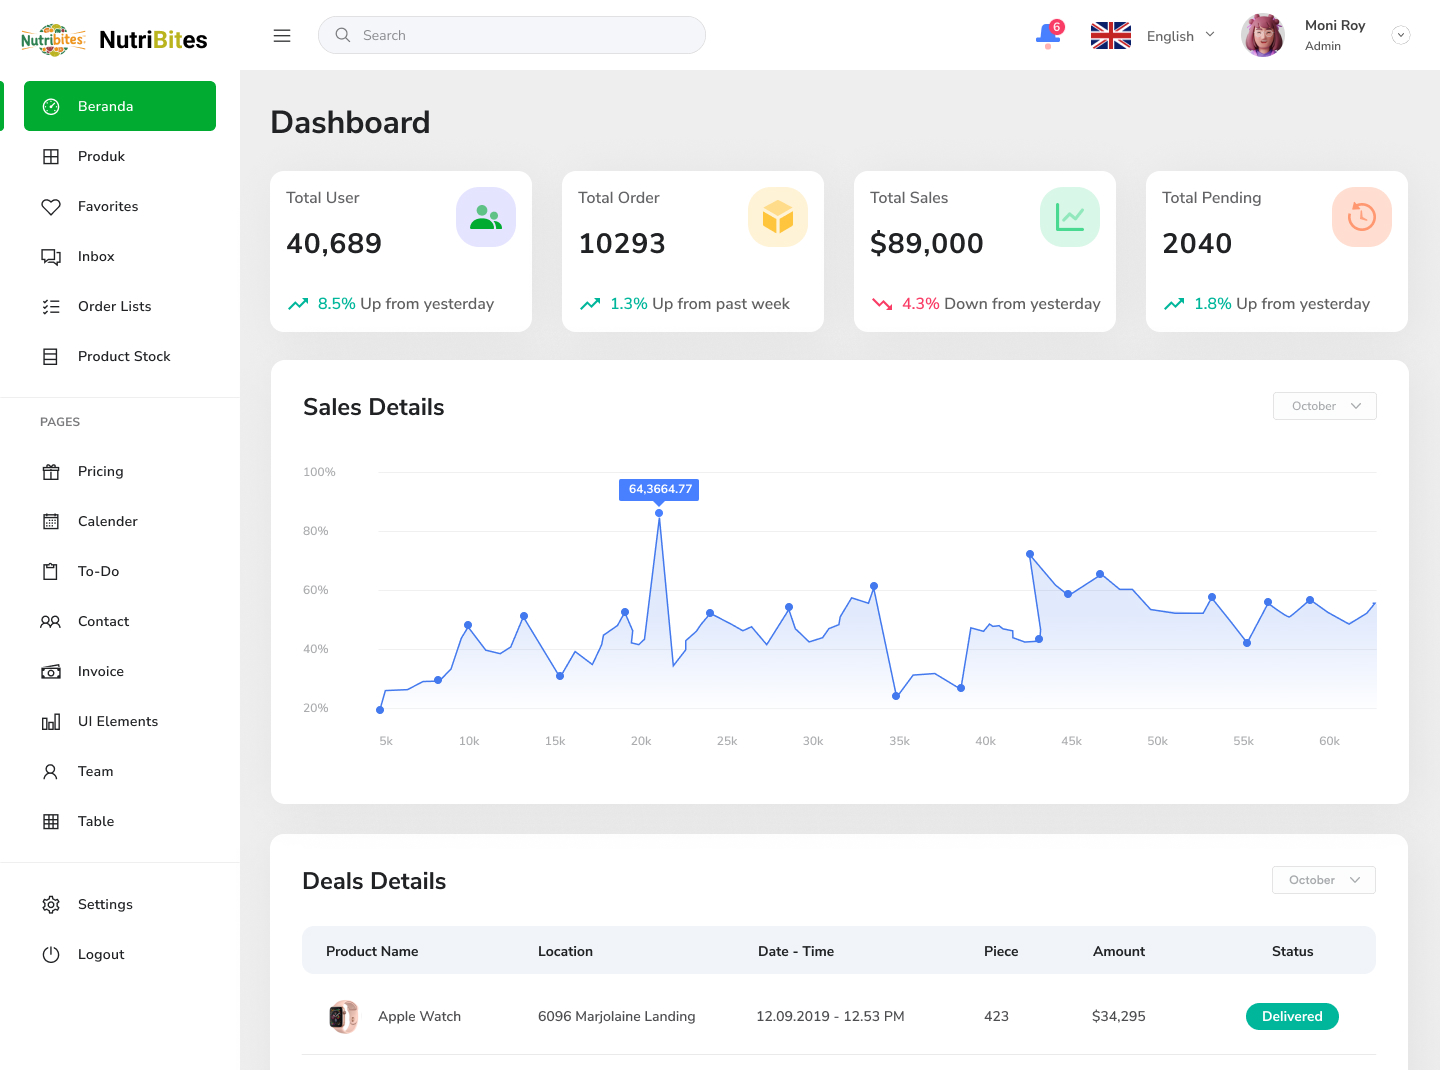 Nutribites
NutriBites
Search
6
English
Moni Roy
Admin
Beranda
Produk
Favorites
Inbox
Order Lists
Product Stock
PAGES
Pricing
Calender
To-Do
Contact
Invoice
UI Elements
Team
Table
Settings
Logout
Dashboard
Total User
40,689
8.5% Up from yesterday
Total Order
10293
1.3% Up from past week
Total Sales
$89,000
4.3% Down from yesterday
Total Pending
2040
1.8% Up from yesterday
Sales Details
October
100%
80%
60%
40%
20%
64,3664.77
5k 10k 15k 20k 25k 30k 35k 40k 45k 50k 55k 60k
Deals Details
October
Product Name Location Date - Time Piece Amount Status
Apple Watch 6096 Marjolaine Landing 12.09.2019 - 12.53 PM 423 $34,295 Delivered